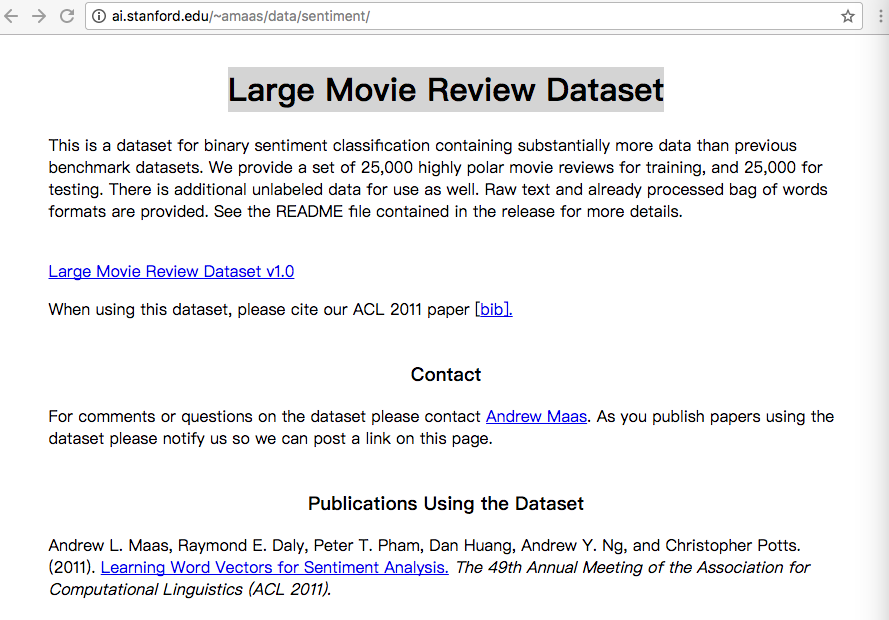 ai.stanford.edu/~amaas/data/sentiment/
Large Movie Review Dataset
This is a dataset for binary sentiment classification containing substantially more data than previous
benchmark datasets. We provide a set of 25,000 highly polar movie reviews for training, and 25,000 for
testing. There is additional unlabeled data for use as well. Raw text and already processed bag of words
formats are provided. See the README file contained in the release for more details.
Large Movie Review Dataset v1.0
When using this dataset, please cite our ACL 2011 paper [bib].
Contact
For comments or questions on the dataset please contact Andrew Maas. As you publish papers using the
dataset please notify us so we can post a link on this page.
Publications Using the Dataset
Andrew L. Maas, Raymond E. Daly, Peter T. Pham, Dan Huang, Andrew Y. Ng, and Christopher Potts.
(2011). Learning Word Vectors for Sentiment Analysis. The 49th Annual Meeting of the Association for
Computational Linguistics (ACL 2011).